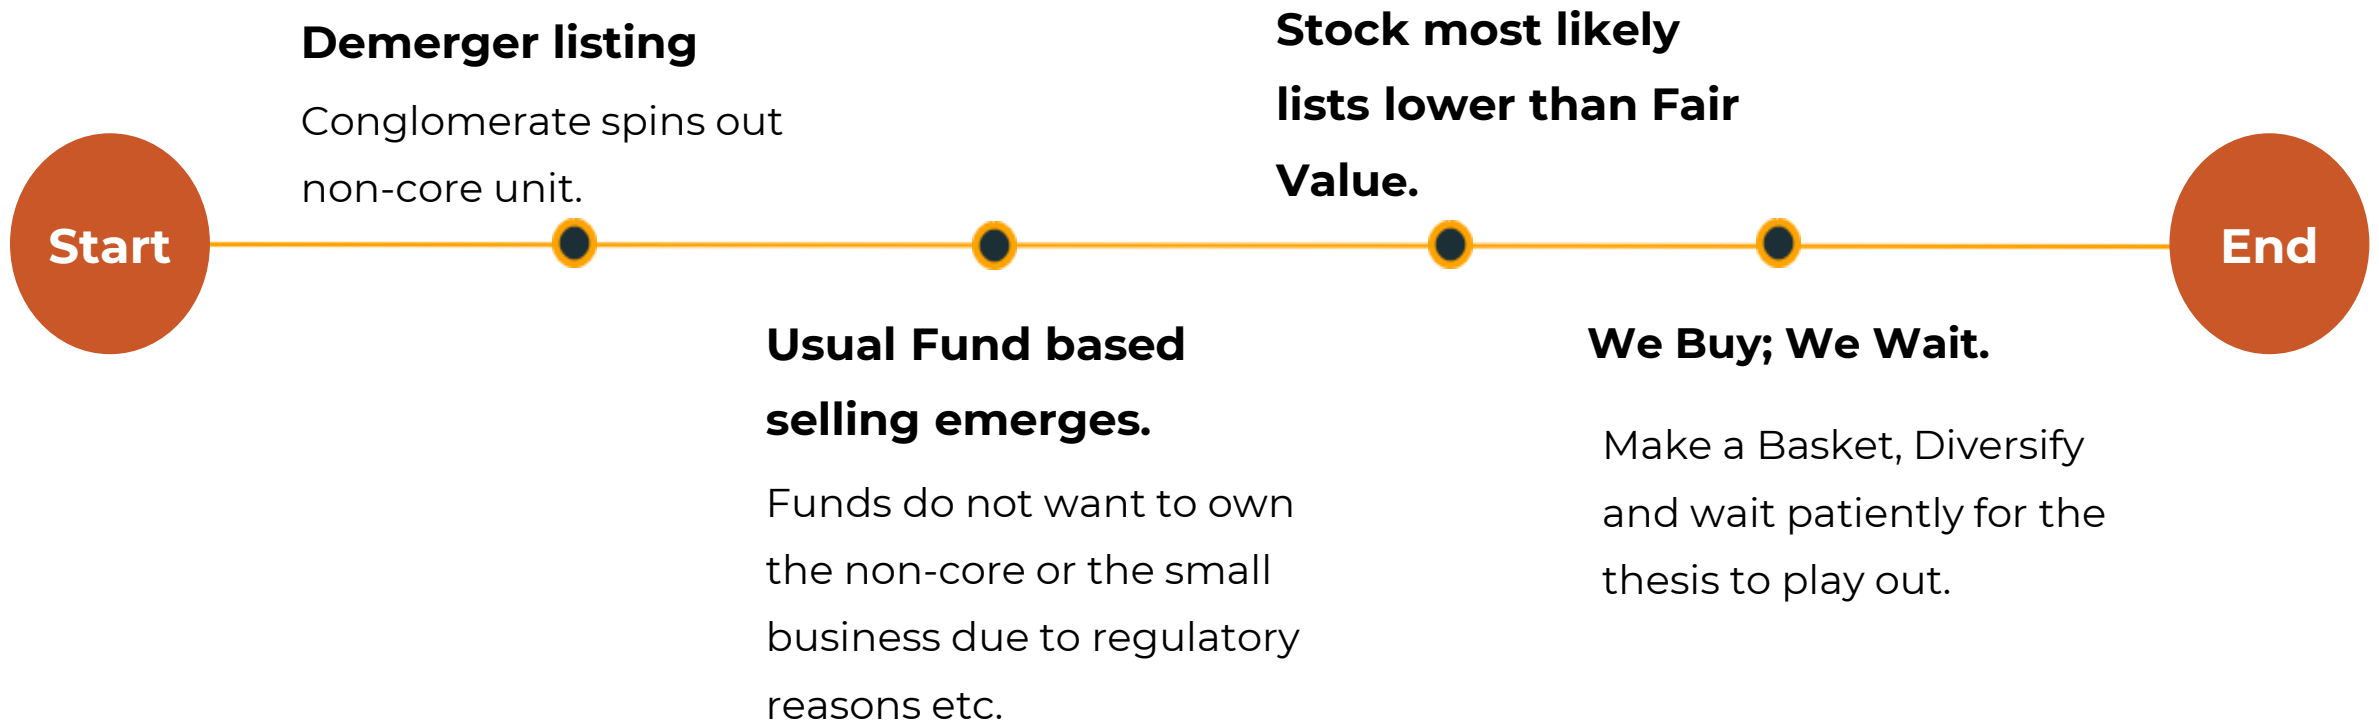 Start
Demerger listing
Conglomerate spins out
non-core unit.
Usual Fund based
selling emerges.
Funds do not want to own
the non-core or the small
business due to regulatory
reasons etc.
Stock most likely
lists lower than Fair
Value.
We Buy; We Wait.
Make a Basket, Diversify
and wait patiently for the
thesis to play out.
End